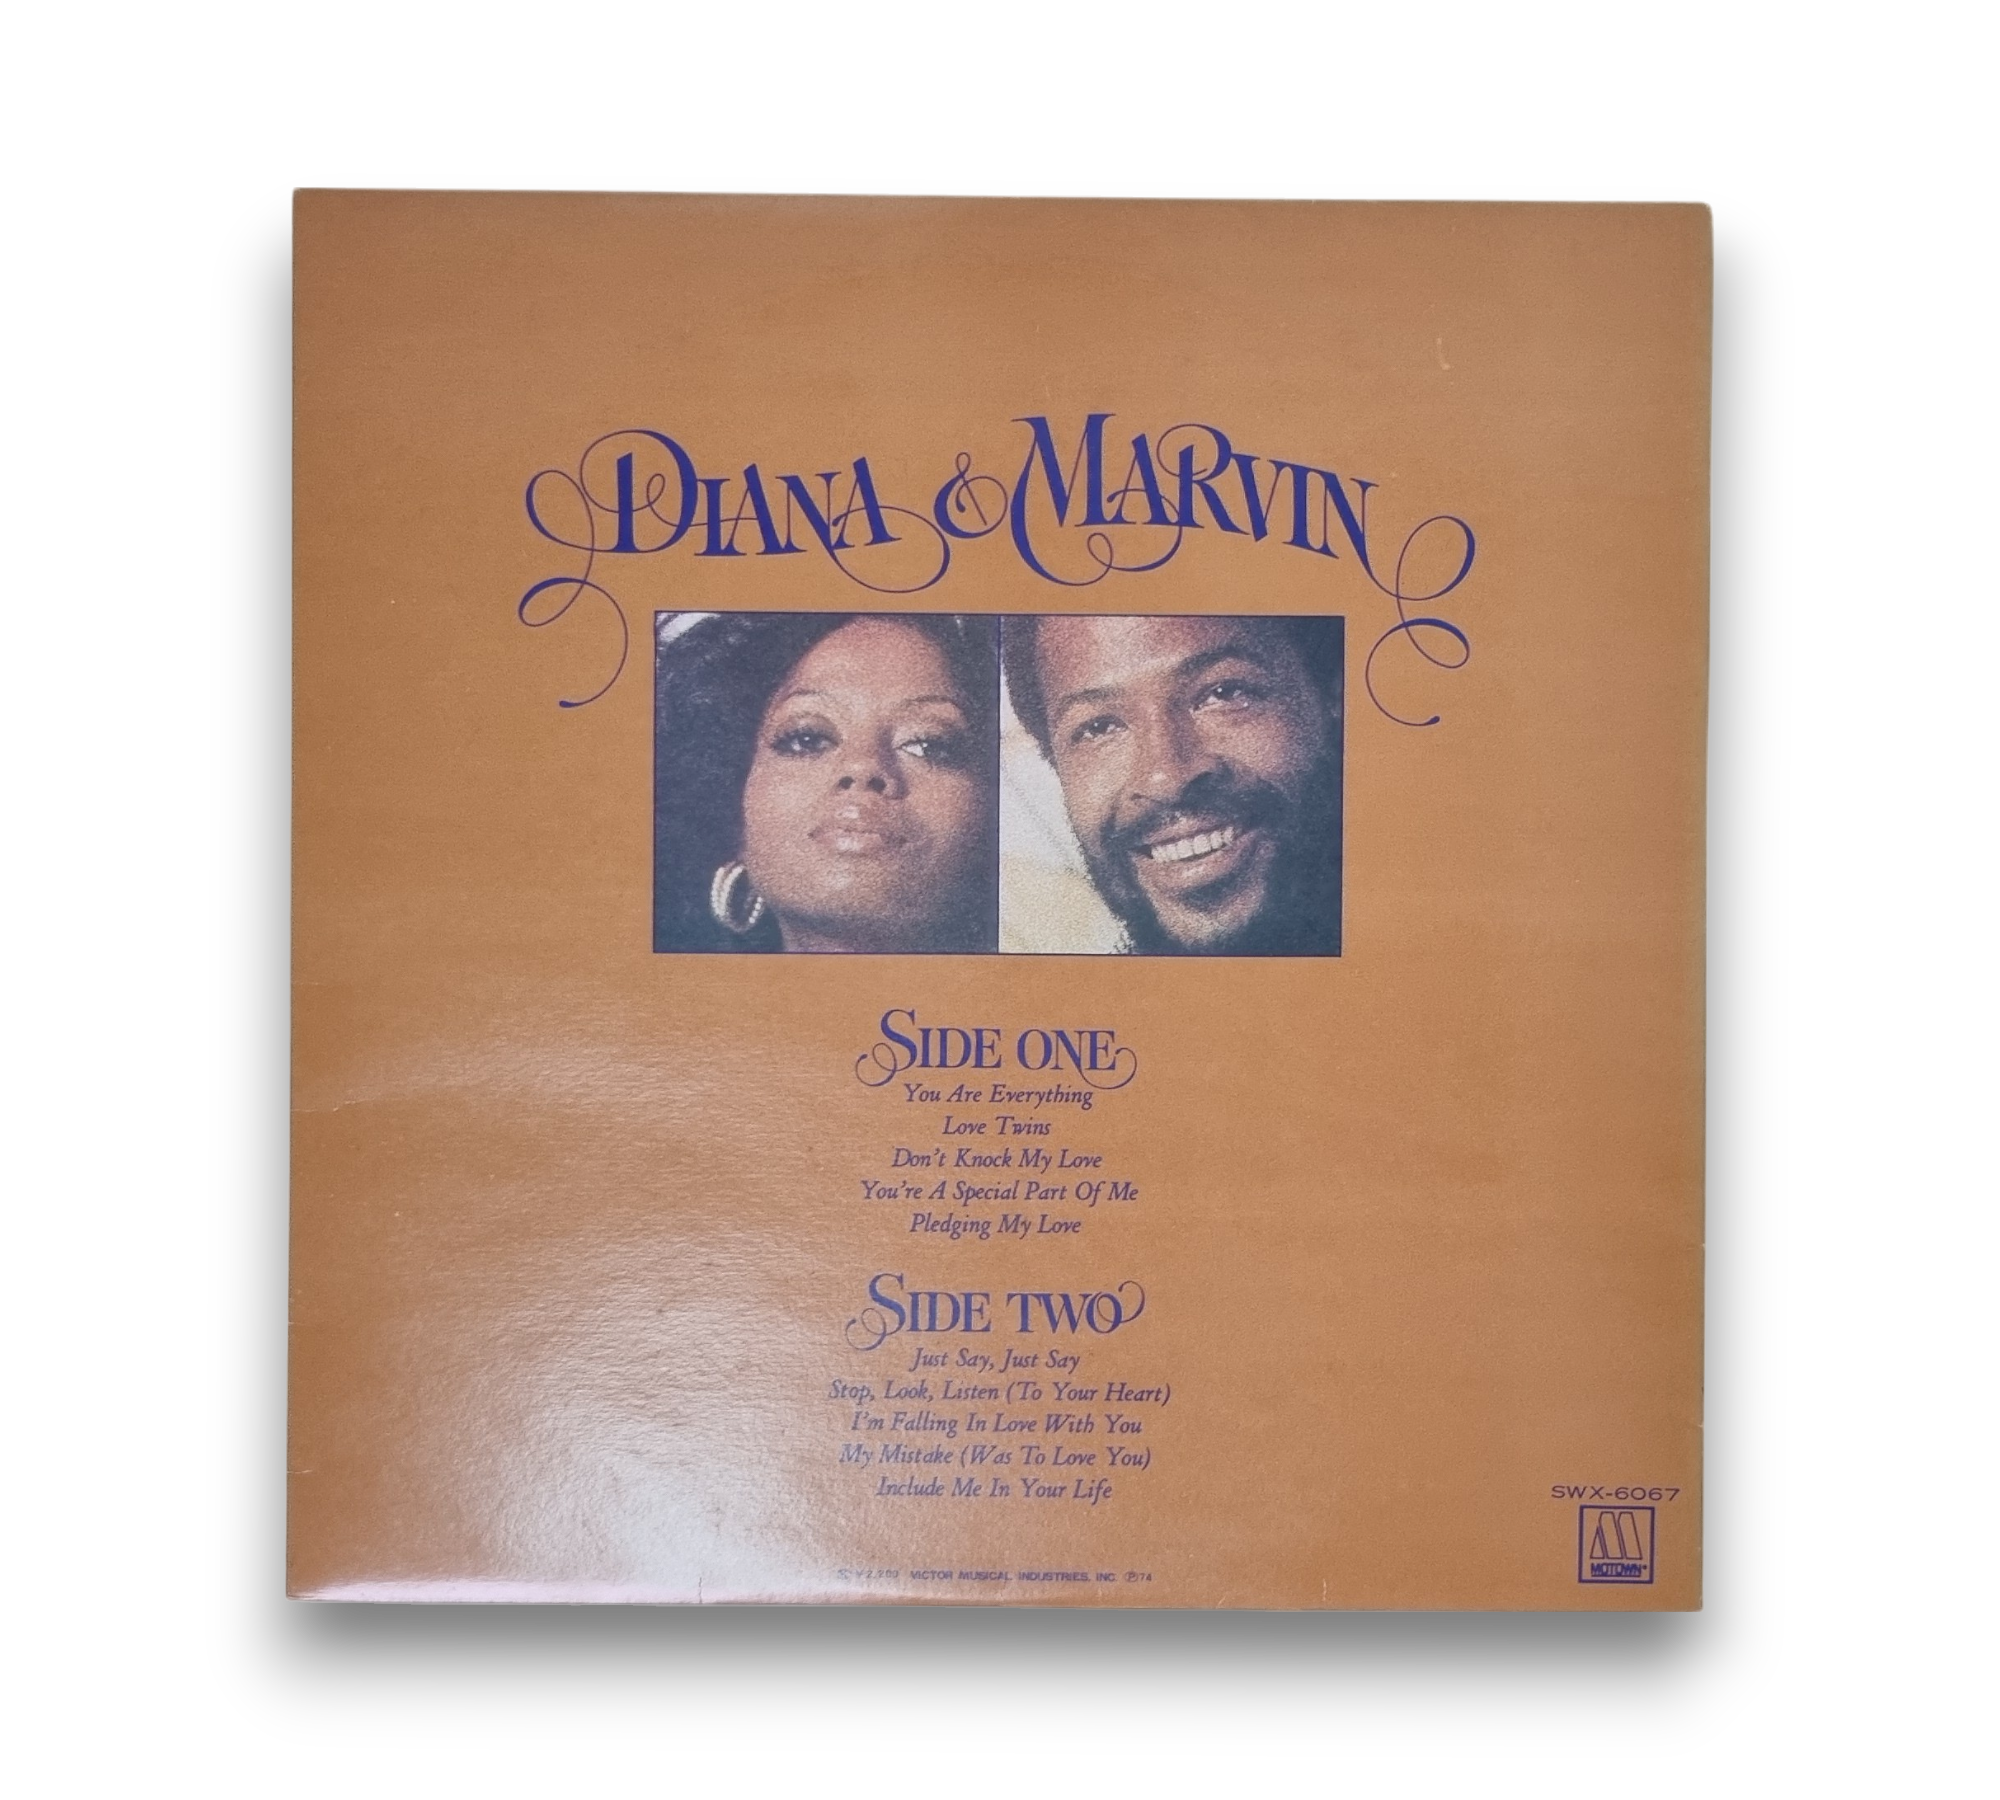 DIANA & MARVIN
SIDE ONE
You Are Everything
Love Twins
Don't Knock My Love
You're A Special Part Of Me
Pledging My Love
SIDE TWO
Just Say, Just Say
Stop, Look, Listen (To Your Heart)
I'm Falling In Love With You
My Mistake (Was To Love You)
Include Me In Your Life
SWX-6067
MOTOWN
¥2,200 VICTOR MUSICAL INDUSTRIES, INC. Ⓟ74